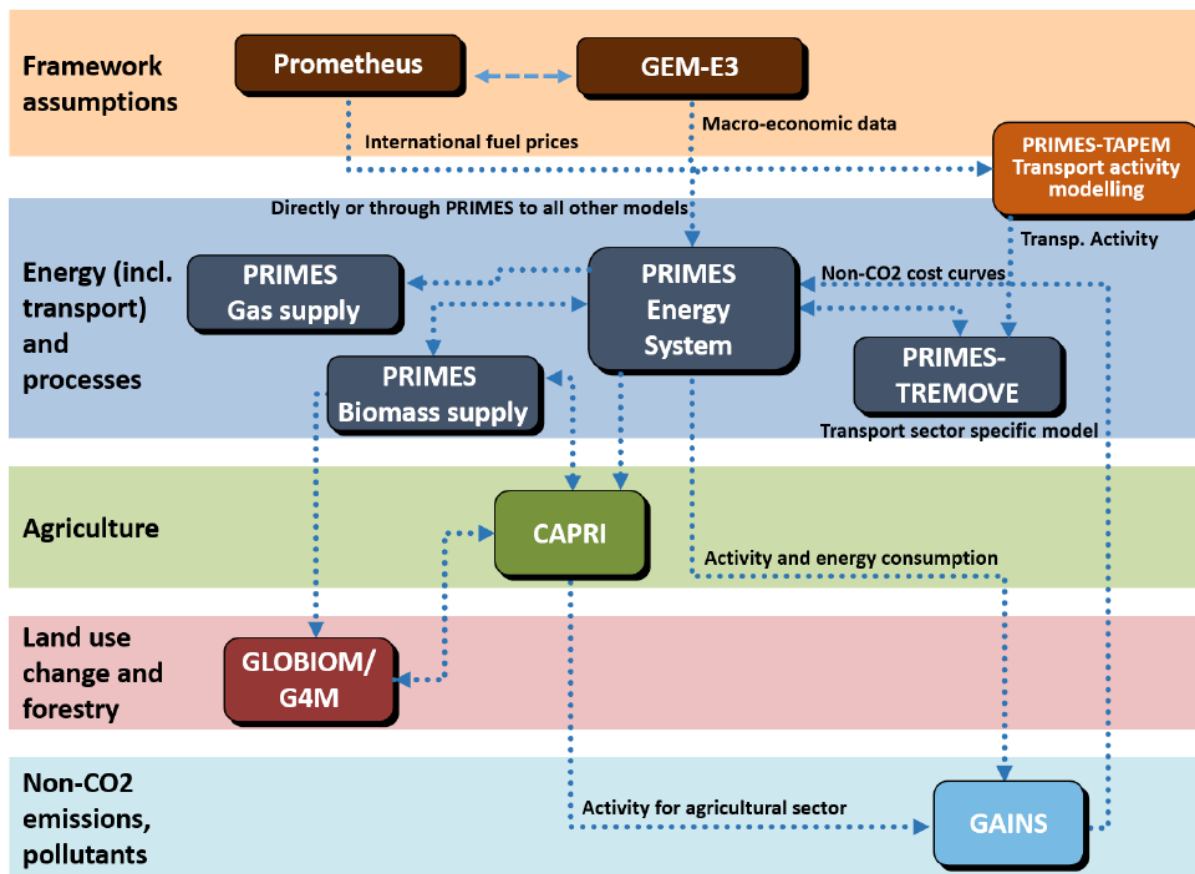 Framework
assumptions
Prometheus
GEM-E3
International fuel prices
Macro-economic data
PRIMES-TAPEM
Transport activity
modelling
Directly or through PRIMES to all other models
Transp. Activity
Energy (incl.
transport)
and
processes
PRIMES
Gas supply
PRIMES
Energy
System
Non-CO2 cost curves
PRIMES
Biomass supply
PRIMES-
TREMOVE
Transport sector specific model
Agriculture
CAPRI
Activity and energy consumption
Land use
change and
forestry
GLOBIOM/
G4M
Non-CO2
emissions,
pollutants
Activity for agricultural sector
GAINS